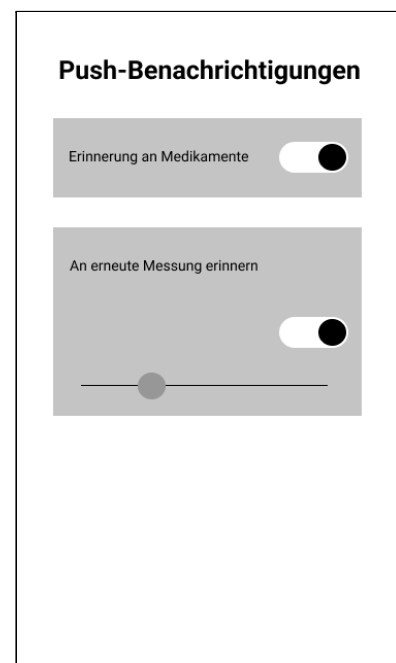 Push-Benachrichtigungen
Erinnerung an Medikamente
An erneute Messung erinnern